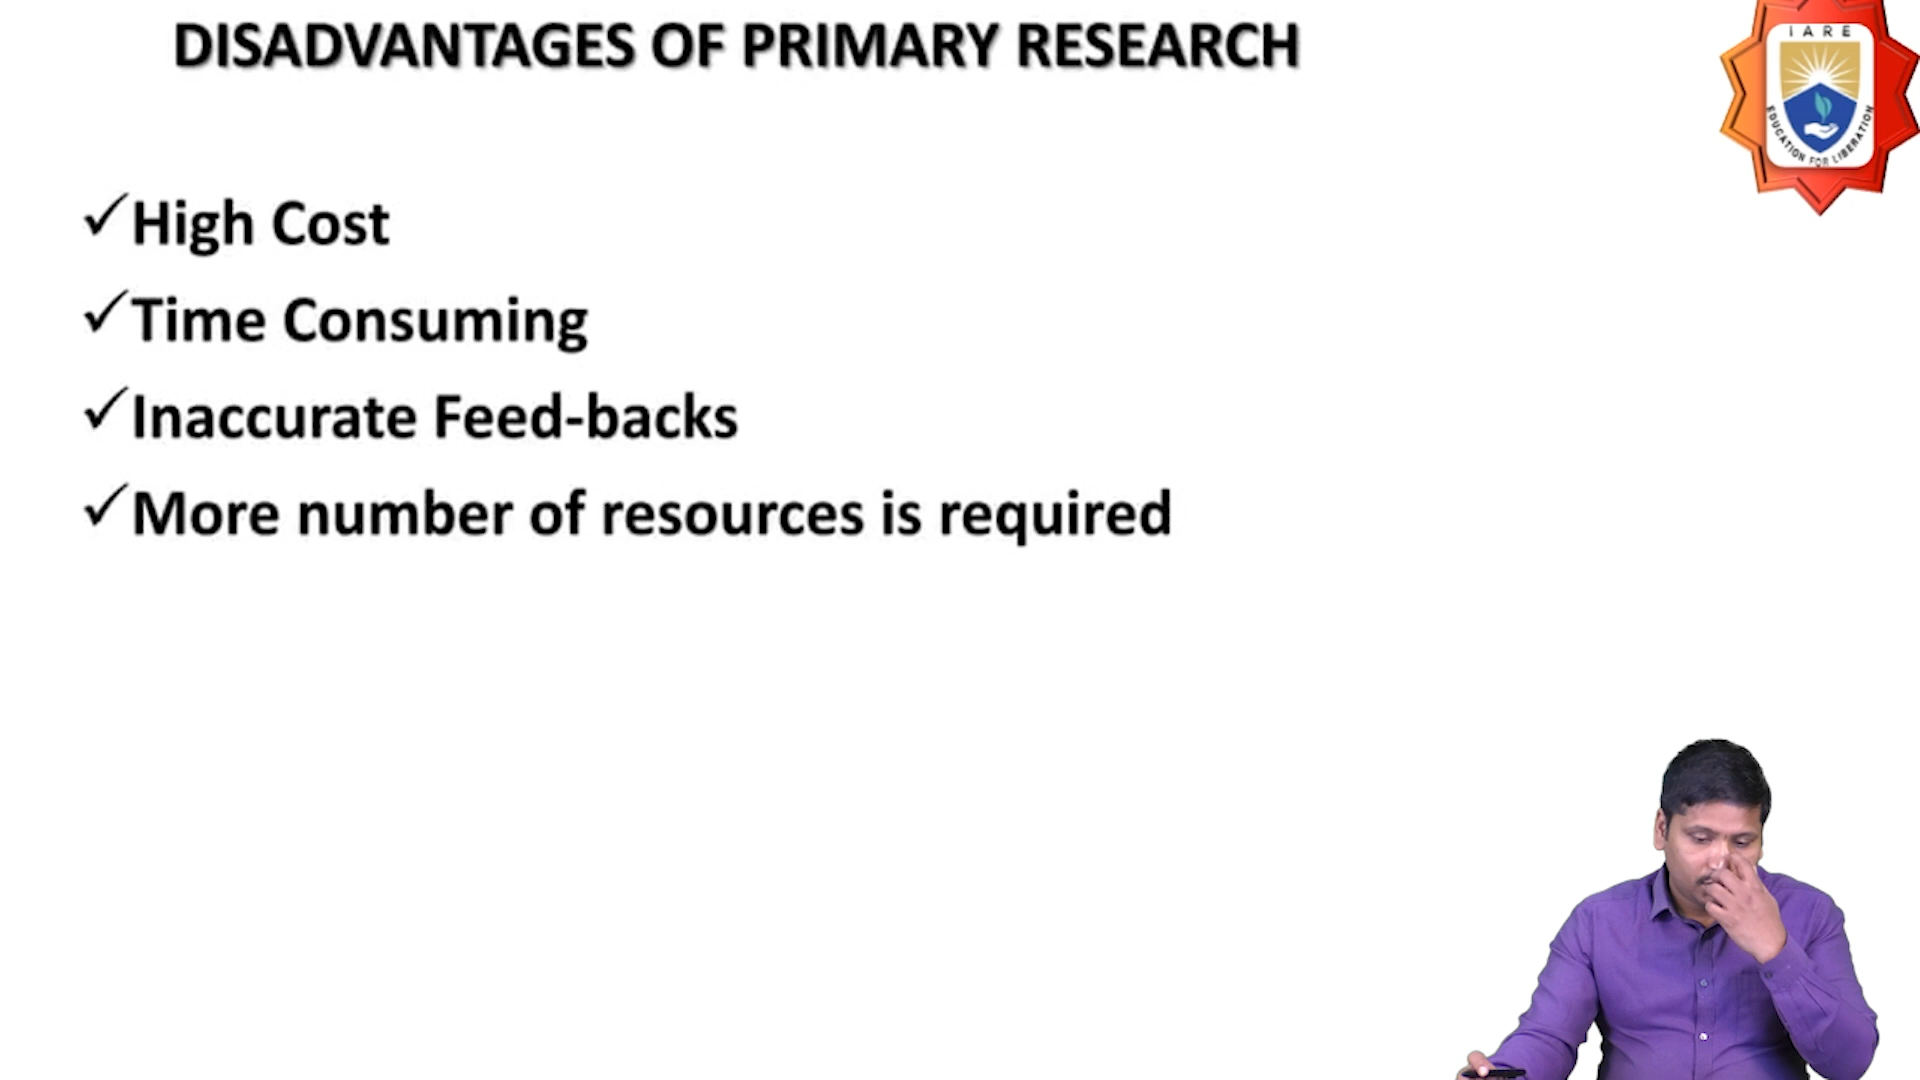 DISADVANTAGES OF PRIMARY RESEARCH
IARE
EDUCATION FOR LIBERATION
✓High Cost
✓Time Consuming
✓Inaccurate Feed-backs
✓More number of resources is required